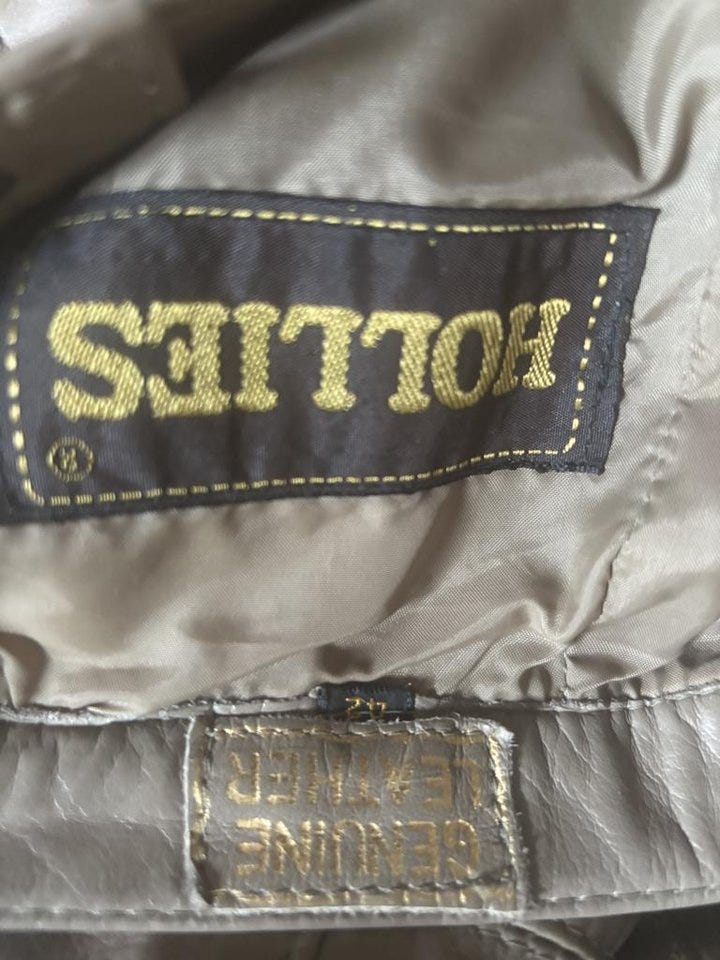 GENUINE
LEATHER
42
®
HOLLIES